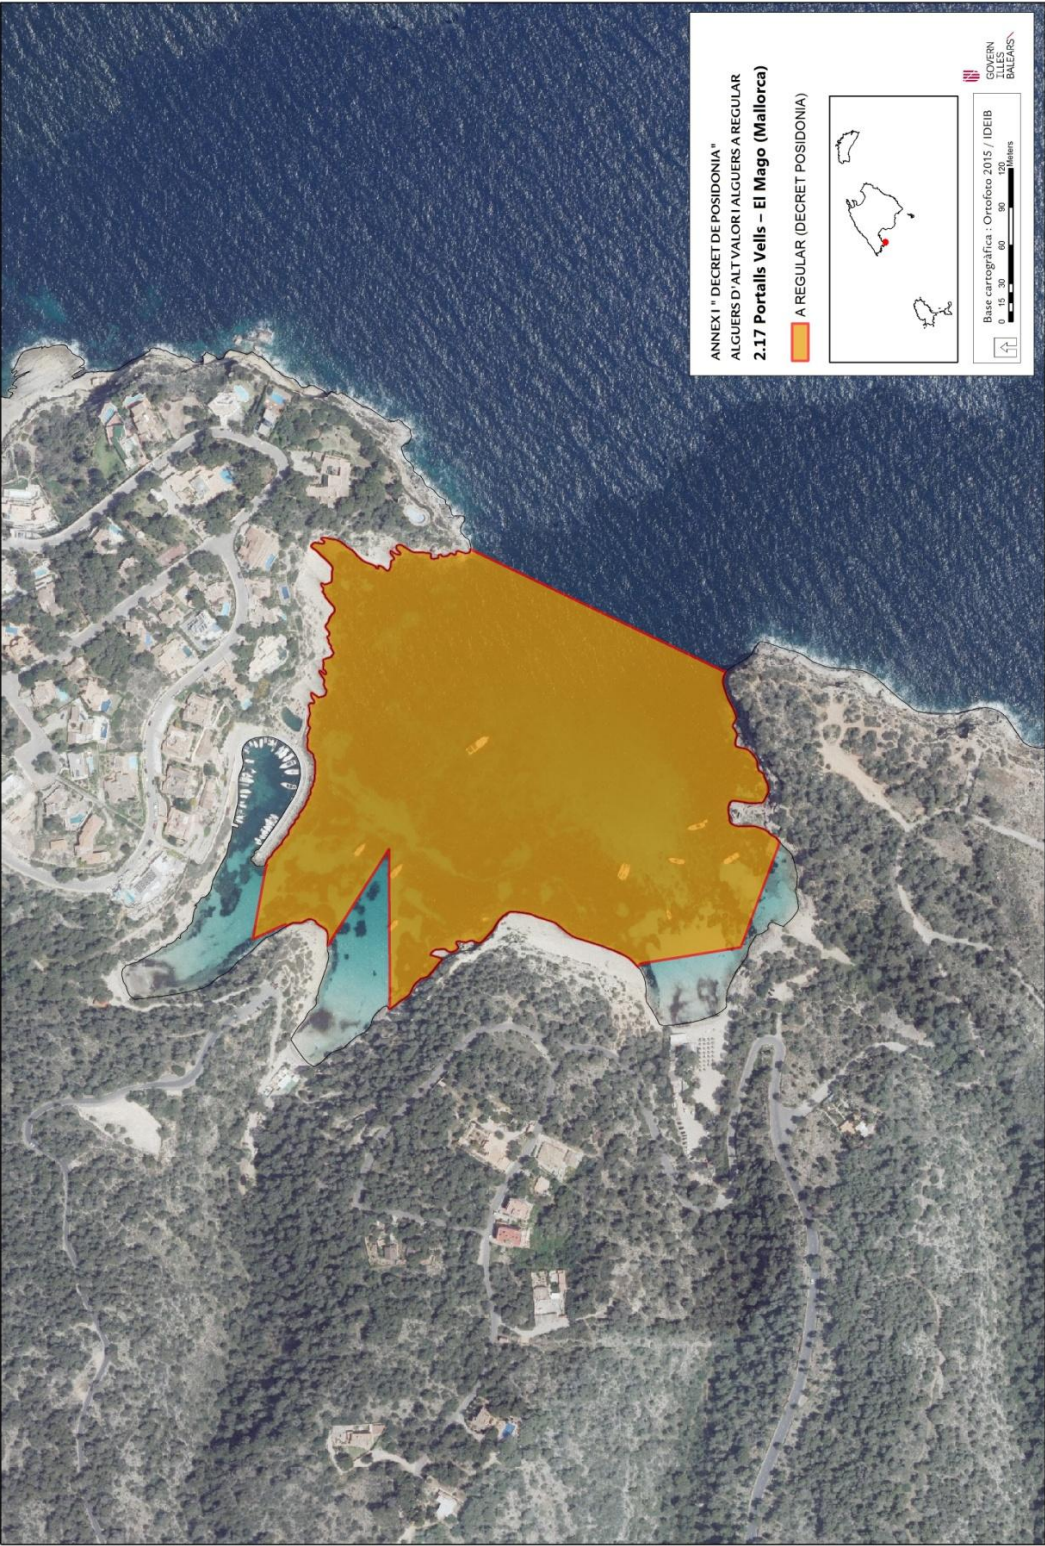 ANNEX I " DECRET DE POSIDONIA"
ALGUERS D'ALT VALOR I ALGUERS A REGULAR
2.17 Portalls Vells – El Mago (Mallorca)
A REGULAR (DECRET POSIDONIA)
Base cartogràfica : Ortofoto 2015 / IDEIB
0 15 30 60 90 120
Meters
GOVERN
ILLES
BALEARS